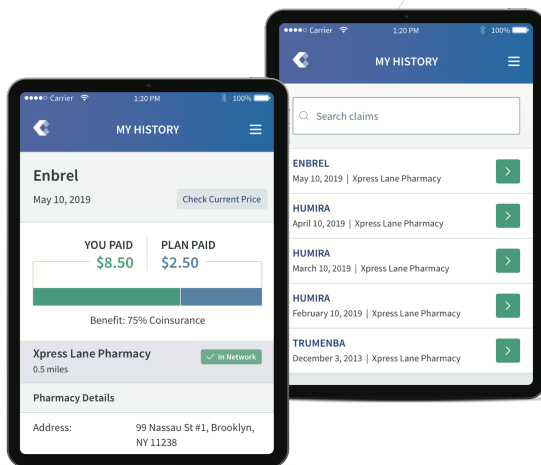 Carrier 1:20 PM 100%
MY HISTORY
Enbrel
May 10, 2019
Check Current Price
YOU PAID PLAN PAID
$8.50 $2.50
Benefit: 75% Coinsurance
Xpress Lane Pharmacy
In Network
0.5 miles
Pharmacy Details
Address: 99 Nassau St #1, Brooklyn,
NY 11238
Carrier 1:20 PM 100%
MY HISTORY
Search claims
ENBREL
May 10, 2019 | Xpress Lane Pharmacy
HUMIRA
April 10, 2019 | Xpress Lane Pharmacy
HUMIRA
March 10, 2019 | Xpress Lane Pharmacy
HUMIRA
February 10, 2019 | Xpress Lane Pharmacy
TRUMENBA
December 3, 2013 | Xpress Lane Pharmacy